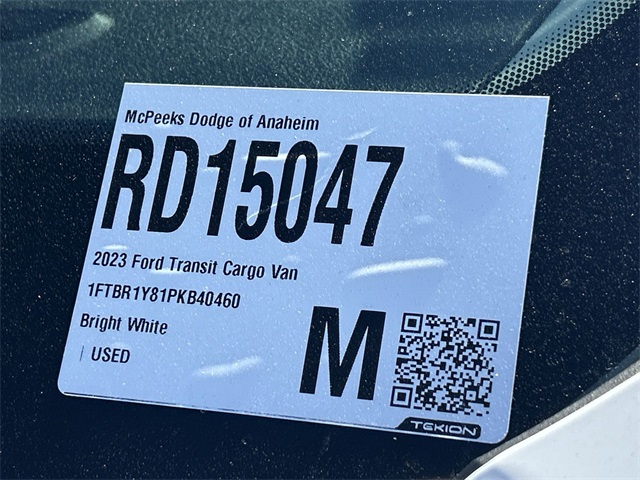 McPeeks Dodge of Anaheim
RD15047
2023 Ford Transit Cargo Van
1FTBR1Y81PKB40460
Bright White
| USED
M
TEKION